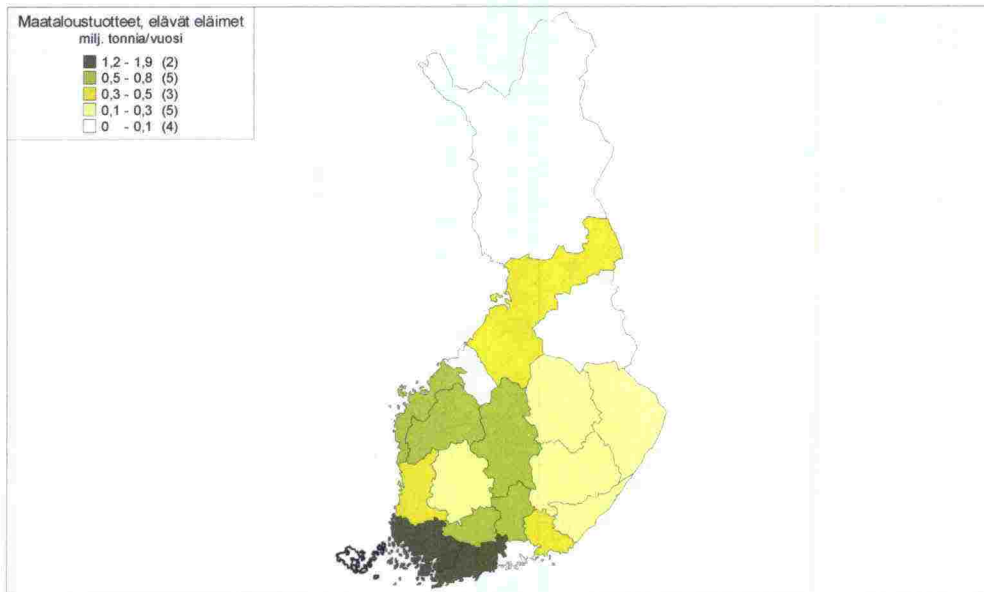 Maataloustuotteet, elävät eläimet
milj. tonnia/vuosi
1,2 - 1,9 (2)
0,5 - 0,8 (5)
0,3 - 0,5 (3)
0,1 - 0,3 (5)
0 - 0,1 (4)